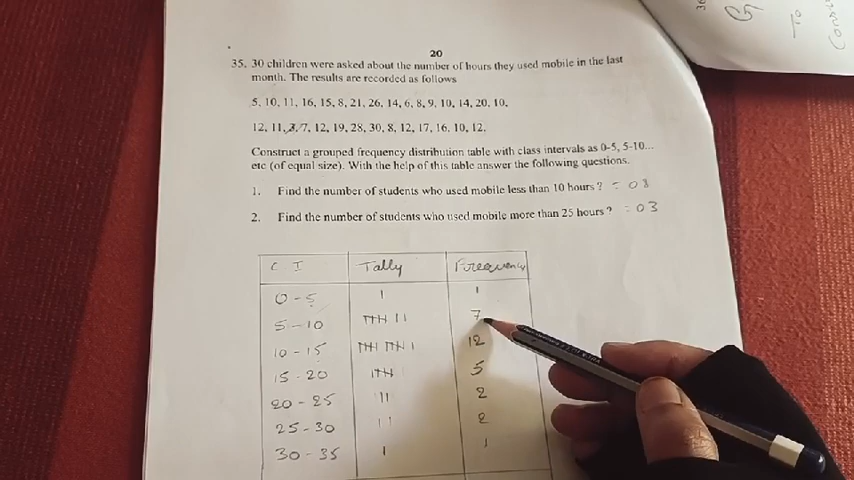 20
35. 30 children were asked about the number of hours they used mobile in the last
month. The results are recorded as follows
5, 10, 11, 16, 15, 8, 21, 26, 14, 6, 8, 9, 10, 14, 20, 10.
12, 11, 3, 7, 12, 19, 28, 30, 8, 12, 17, 16, 10, 12.
Construct a grouped frequency distribution table with class intervals as 0-5, 5-10...
etc (of equal size). With the help of this table answer the following questions.
1. Find the number of students who used mobile less than 10 hours? = 08
2. Find the number of students who used mobile more than 25 hours? = 03
C I Tally Frequency
0-5 | 1
5-10 |||| || 7
10-15 |||| |||| | 12
15-20 |||| 5
20-25 || 2
25-30 || 2
30-35 | 1
36
To
Const